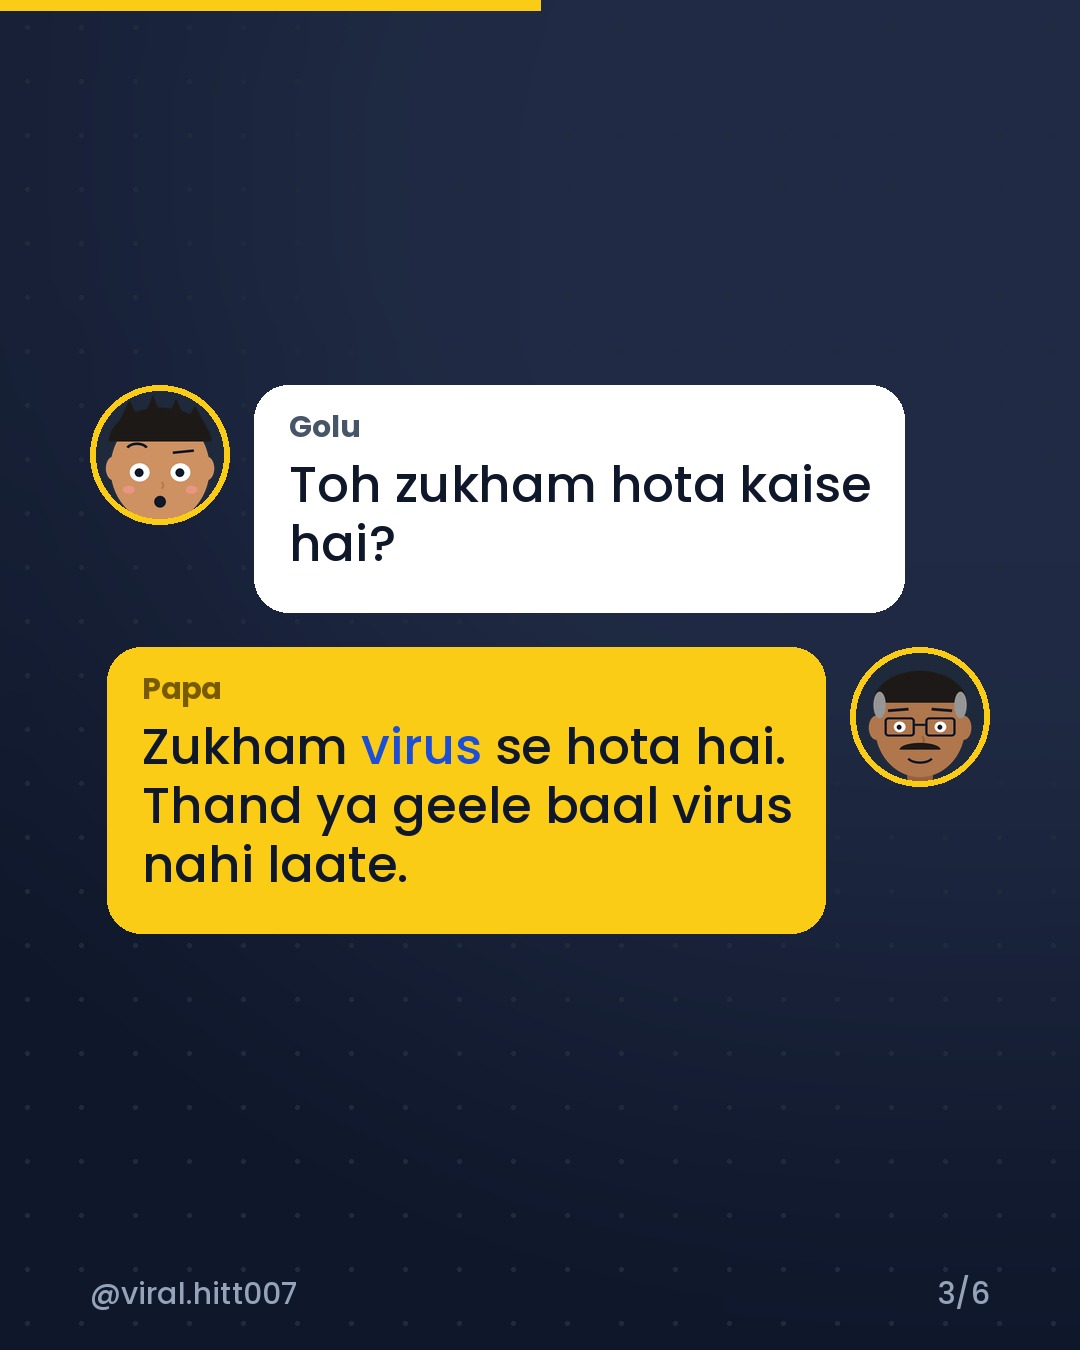 Golu
Toh zukham hota kaise
hai?
Papa
Zukham virus se hota hai.
Thand ya geele baal virus
nahi laate.
@viral.hitt007
3/6